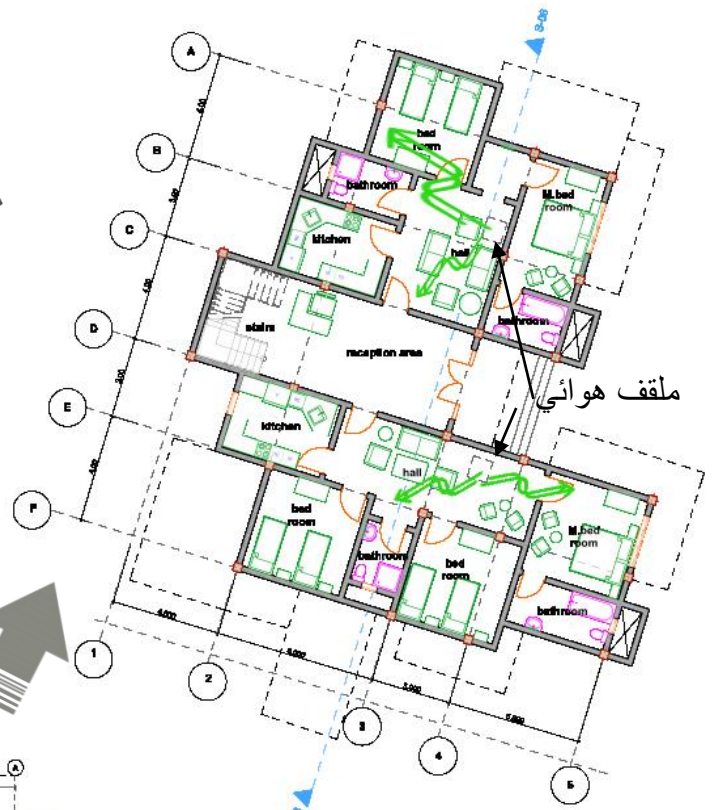 S-06
A
bed
room
B
bathroom
M.bed
room
C
kitchen
hall
bathroom
D
stairs
reception area
ملقف هوائي
E
kitchen
hall
F
bed
room
bathroom
bed
room
M.bed
room
bathroom
1
2
3
4
5
A